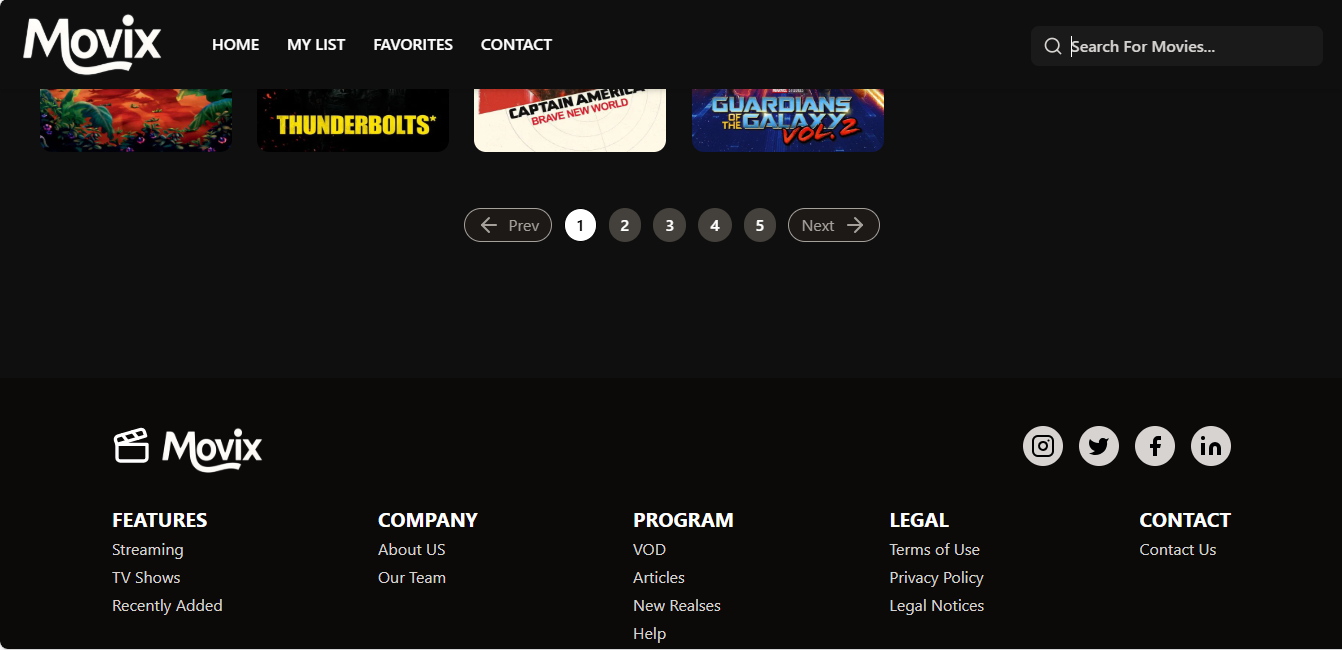 Movix
HOME MY LIST FAVORITES CONTACT
Search For Movies...
THUNDERBOLTS*
CAPTAIN AMERICA
BRAVE NEW WORLD
GUARDIANS
OF THE GALAXY
VOL. 2
Prev 1 2 3 4 5 Next
Movix
FEATURES
Streaming
TV Shows
Recently Added
COMPANY
About US
Our Team
PROGRAM
VOD
Articles
New Realses
Help
LEGAL
Terms of Use
Privacy Policy
Legal Notices
CONTACT
Contact Us